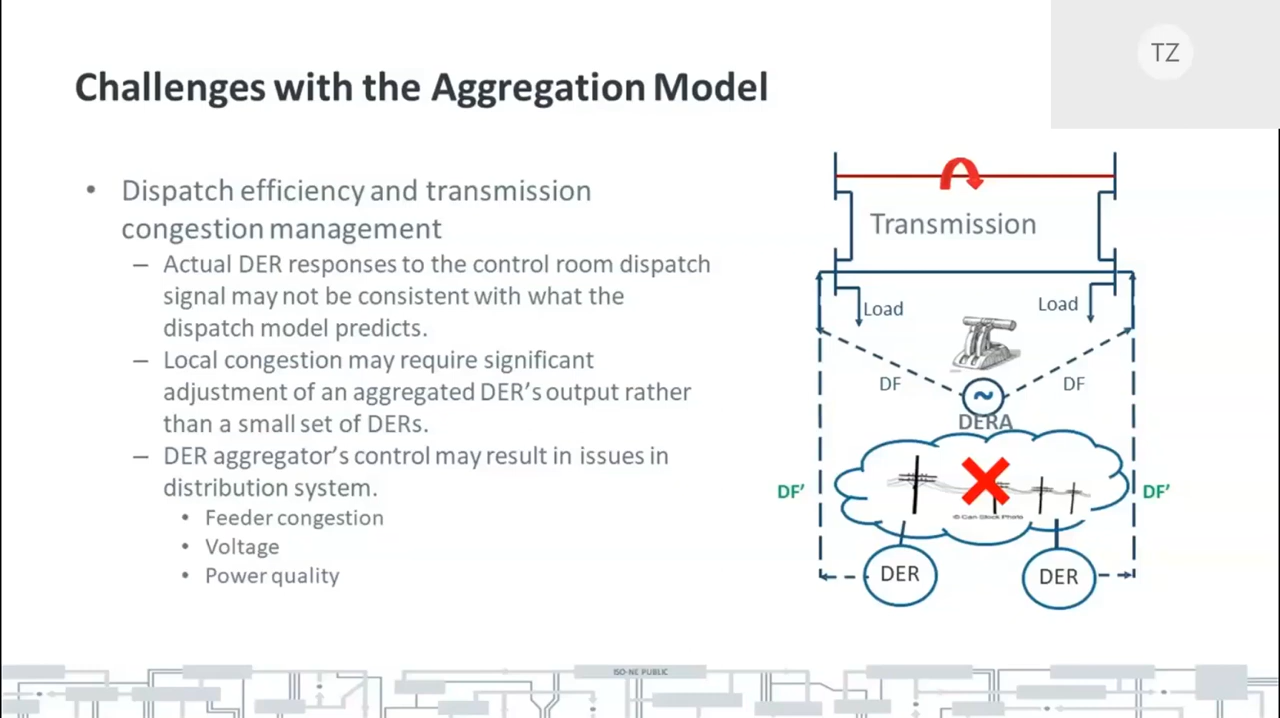 TZ
Challenges with the Aggregation Model
• Dispatch efficiency and transmission
congestion management
– Actual DER responses to the control room dispatch
signal may not be consistent with what the
dispatch model predicts.
– Local congestion may require significant
adjustment of an aggregated DER's output rather
than a small set of DERs.
– DER aggregator's control may result in issues in
distribution system.
• Feeder congestion
• Voltage
• Power quality
Transmission
Load
Load
DF
DF
DERA
DF'
DF'
© Can Stock Photo
DER
DER
ISO-NE PUBLIC